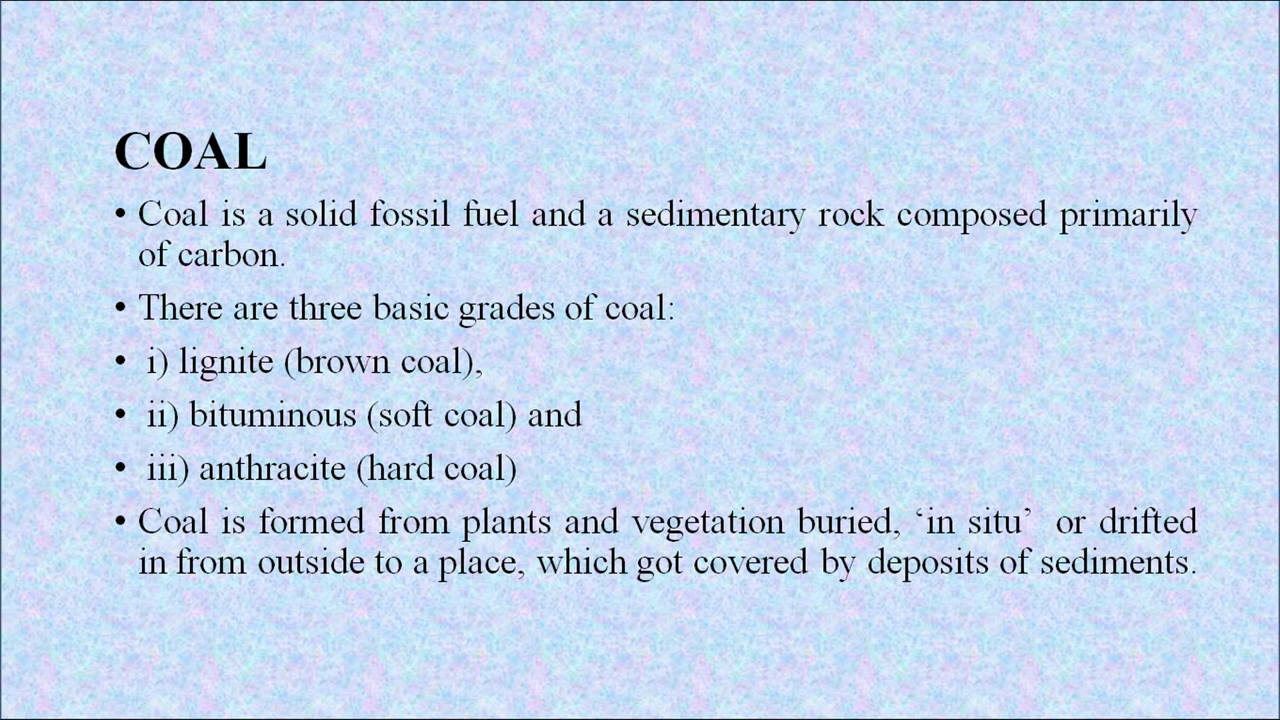 COAL
• Coal is a solid fossil fuel and a sedimentary rock composed primarily
of carbon.
• There are three basic grades of coal:
• i) lignite (brown coal),
• ii) bituminous (soft coal) and
• iii) anthracite (hard coal)
• Coal is formed from plants and vegetation buried, ‘in situ’ or drifted
in from outside to a place, which got covered by deposits of sediments.